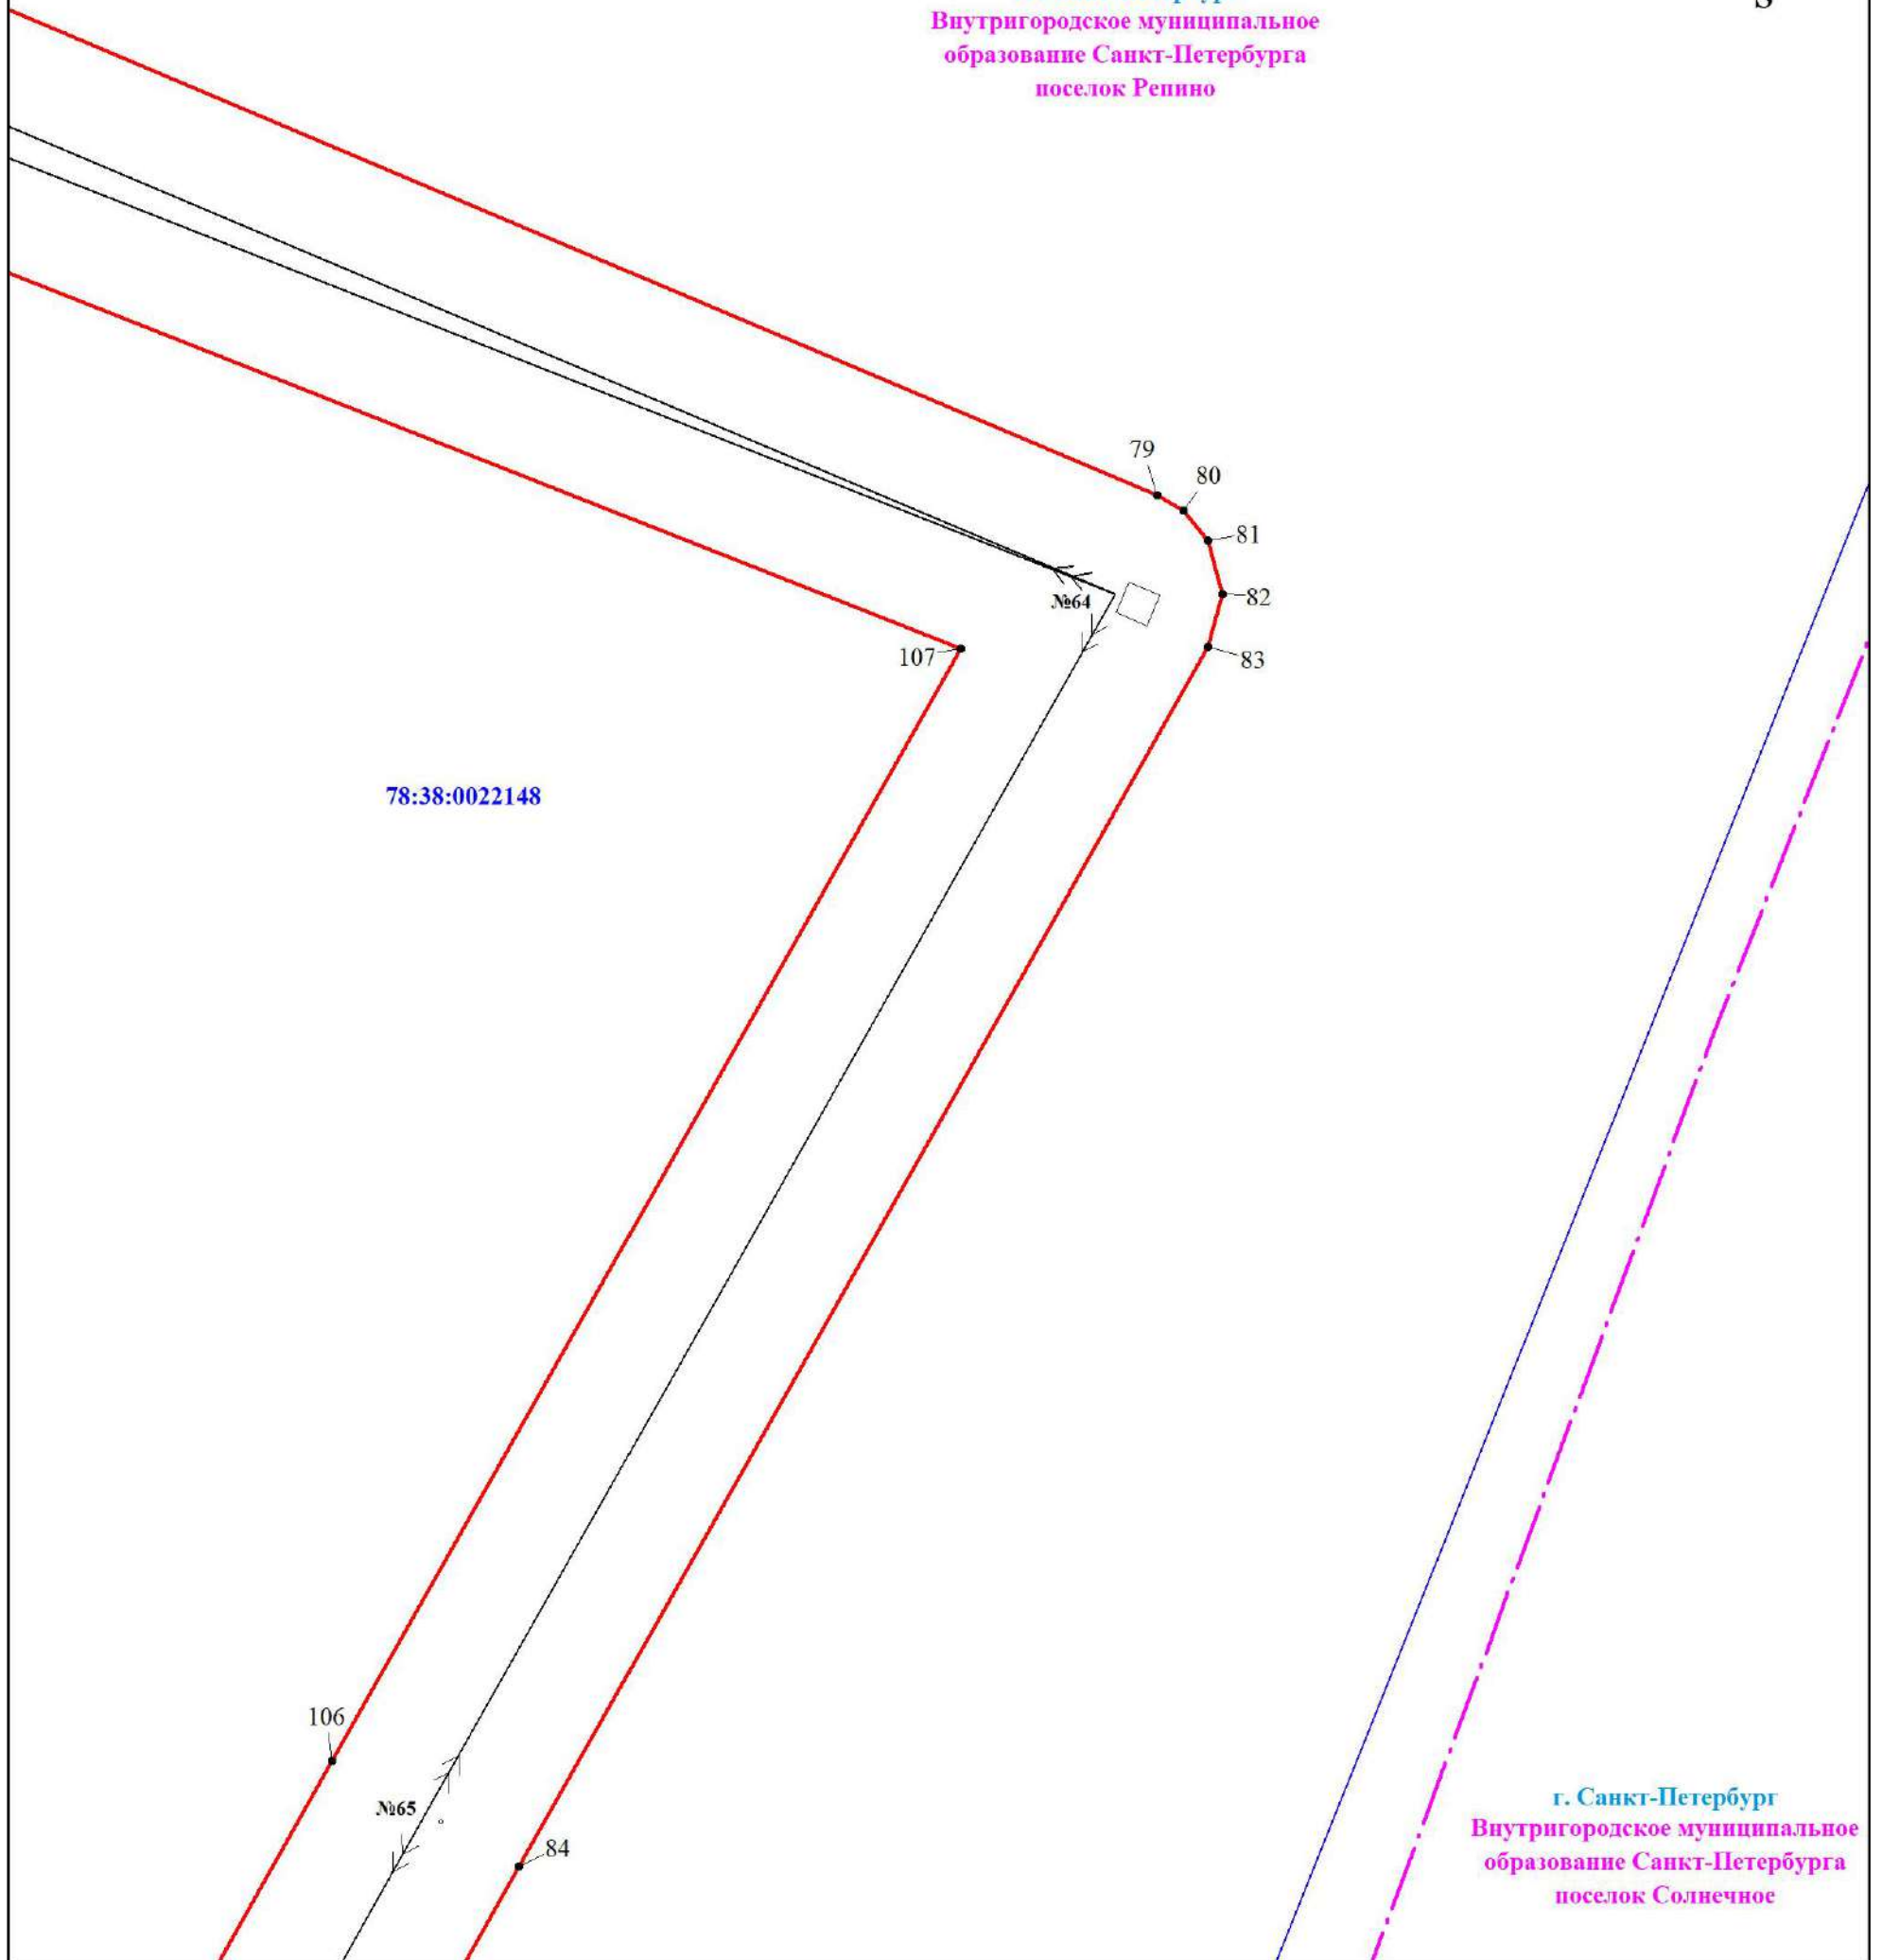 S
Внутригородское муниципальное
образование Санкт-Петербурга
поселок Репино
79
80
81
82
№64
83
107
78:38:0022148
106
№65
84
г. Санкт-Петербург
Внутригородское муниципальное
образование Санкт-Петербурга
поселок Солнечное